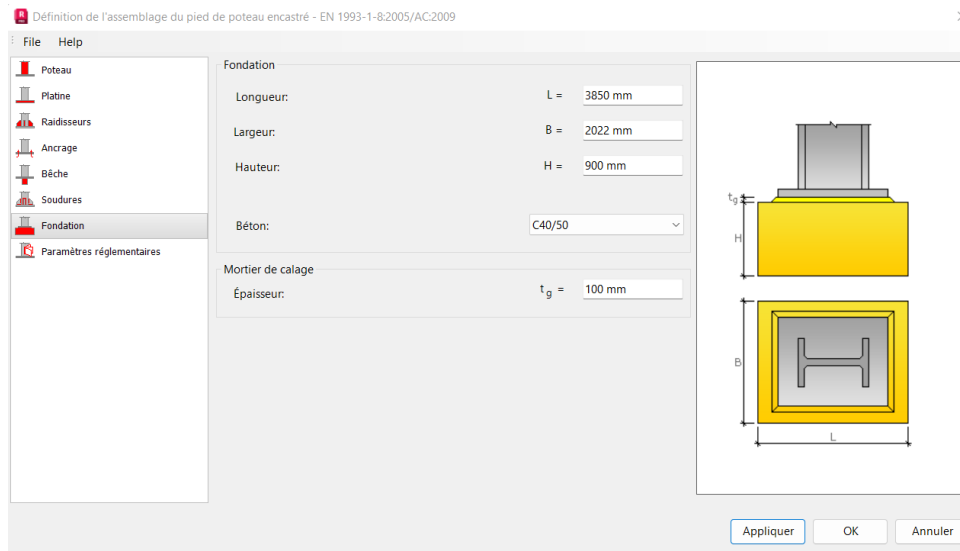 Définition de l'assemblage du pied de poteau encastré - EN 1993-1-8:2005/AC:2009
File Help
Poteau
Platine
Raidisseurs
Ancrage
Bêche
Soudures
Fondation
Paramètres réglementaires
Fondation
Longueur: L = 3850 mm
Largeur: B = 2022 mm
Hauteur: H = 900 mm
Béton: C40/50
Mortier de calage
Épaisseur: tg = 100 mm
tg
H
B
L
Appliquer OK Annuler